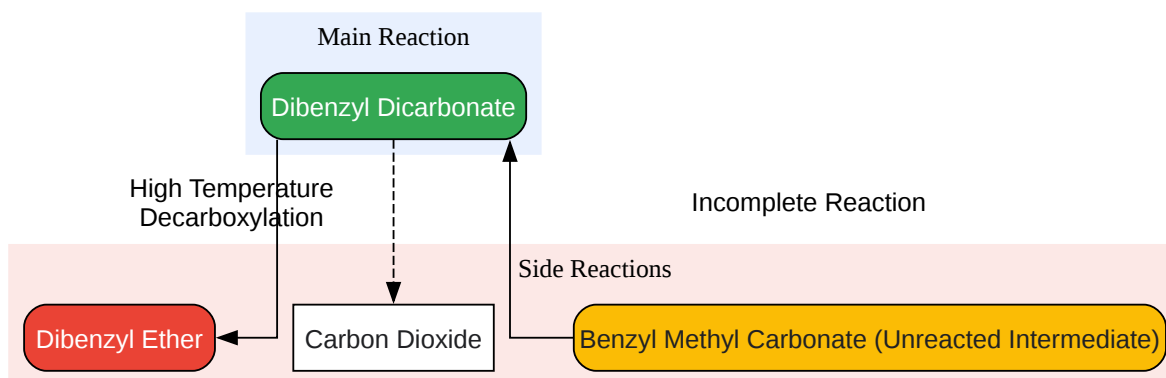 Main Reaction
Dibenzyl Dicarbonate
High Temperature
Decarboxylation
Incomplete Reaction
Side Reactions
Dibenzyl Ether
Carbon Dioxide
Benzyl Methyl Carbonate (Unreacted Intermediate)